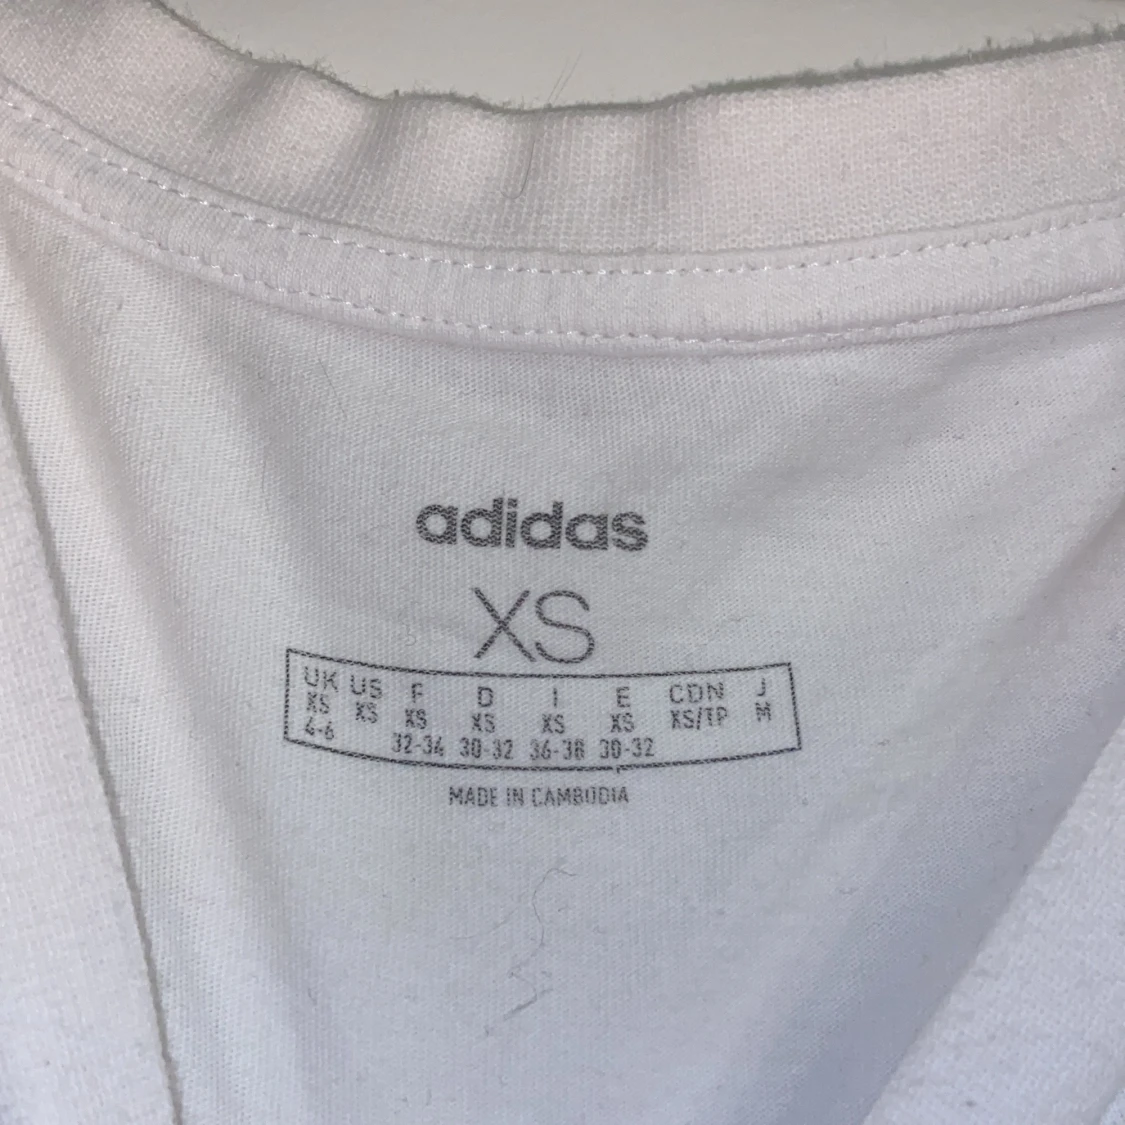 adidas
XS
UK US F D I E CDN J
XS XS XS XS XS XS XS/TP M
4-6 32-34 30-32 36-38 30-32
MADE IN CAMBODIA